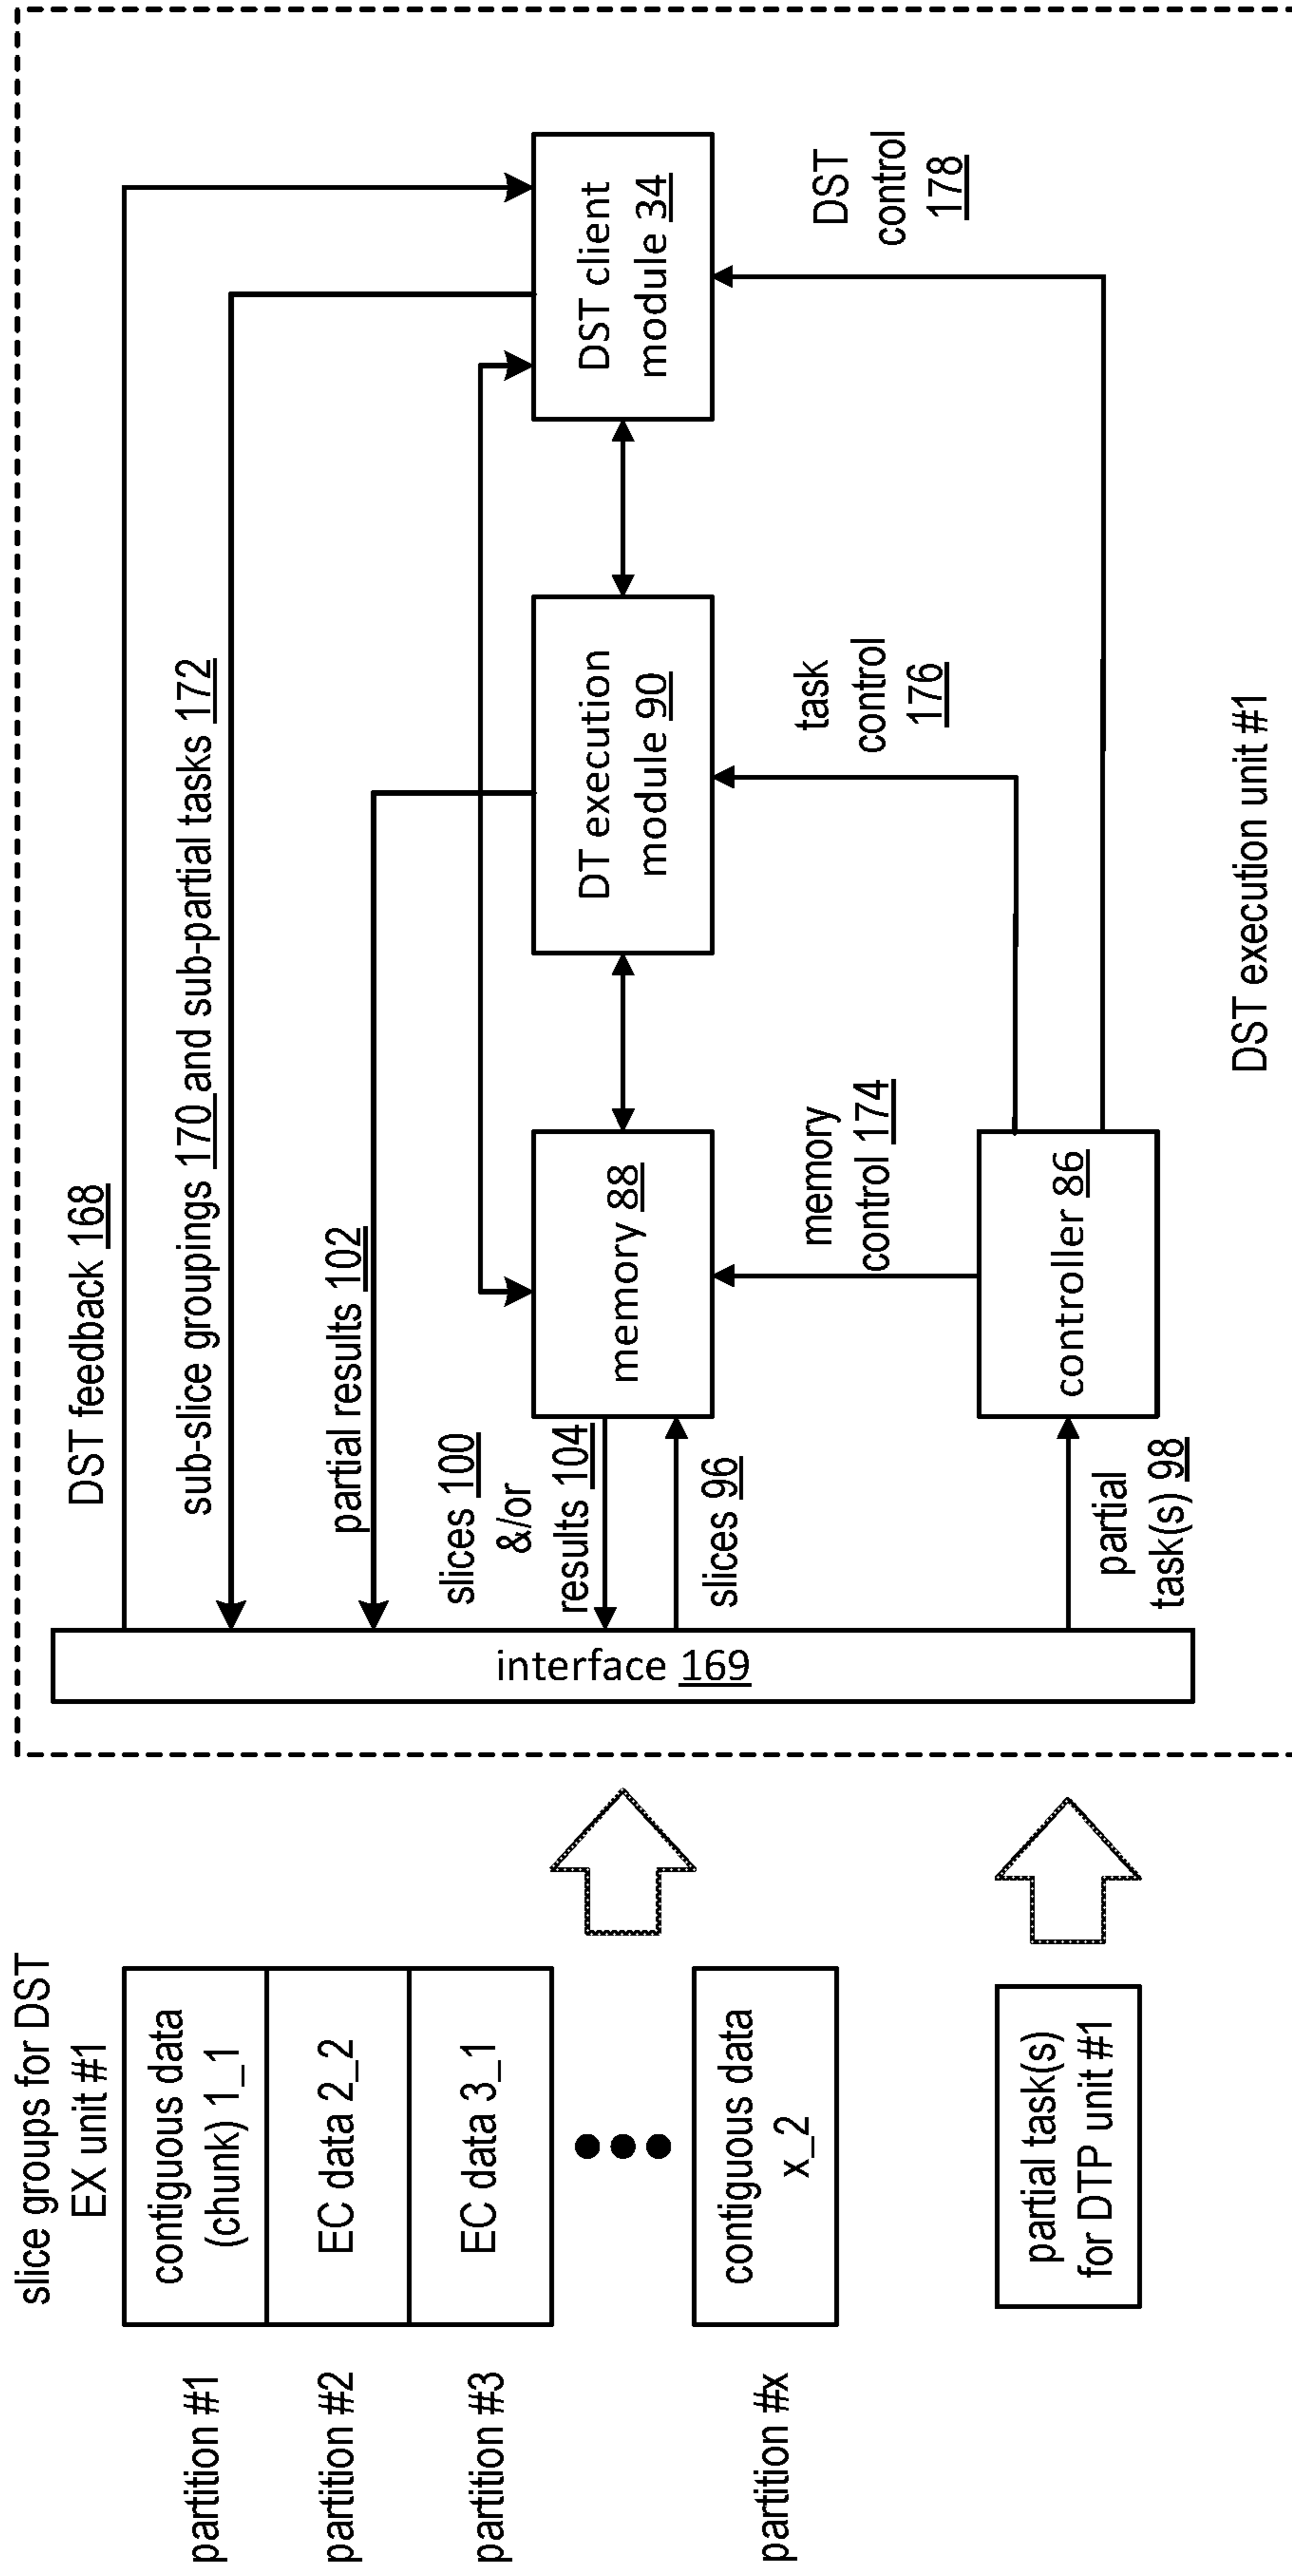 slice groups for DST
EX unit #1
partition #1
contiguous data
(chunk) 1_1
partition #2
EC data 2_2
partition #3
EC data 3_1
partition #x
contiguous data
x_2
partial task(s)
for DTP unit #1
interface 169
DST feedback 168
sub-slice groupings 170 and sub-partial tasks 172
partial results 102
slices 100
&/or
results 104
slices 96
partial
task(s) 98
memory 88
DT execution
module 90
DST client
module 34
memory
control 174
task
control
176
DST
control
178
controller 86
DST execution unit #1